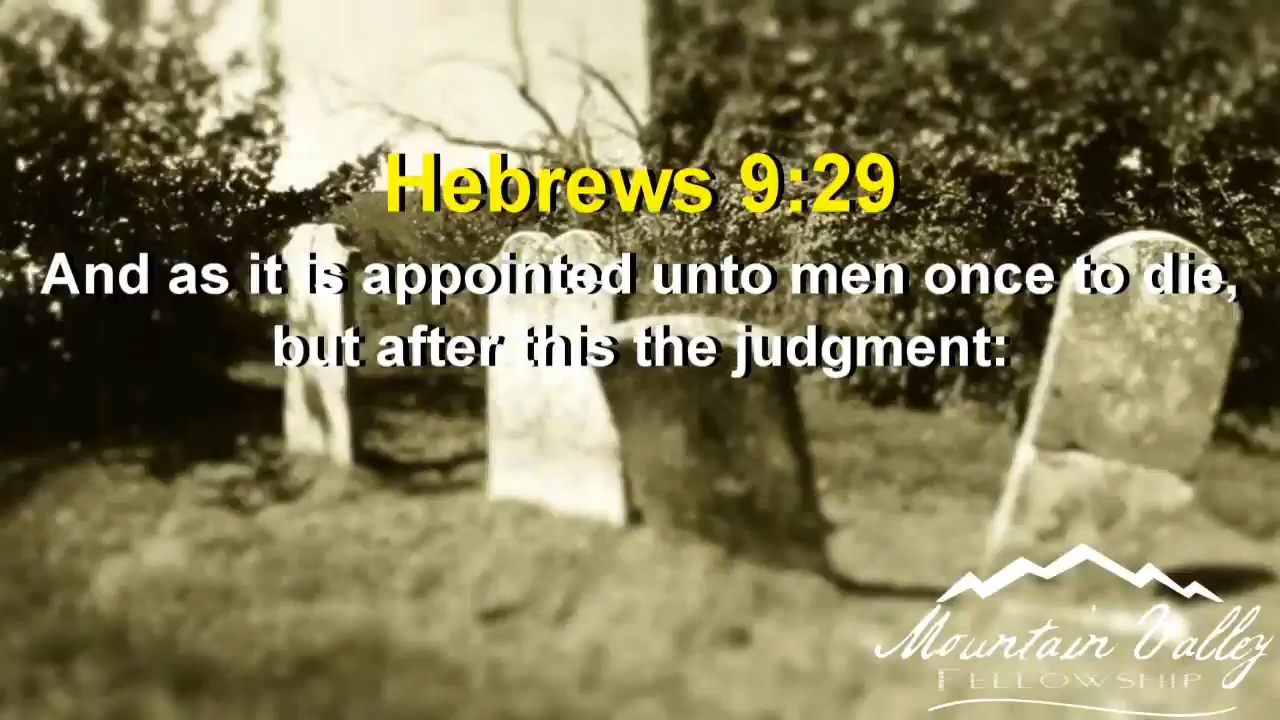 Hebrews 9:29
And as it is appointed unto men once to die,
but after this the judgment:
Mountain Valley
FELLOWSHIP